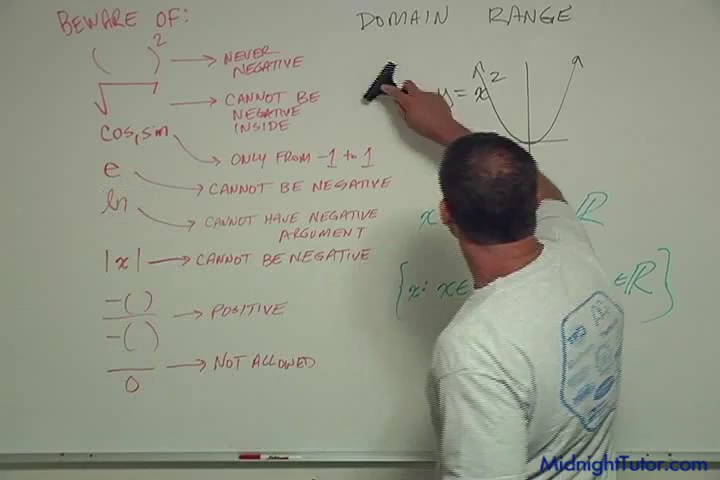 BEWARE OF:
( )² → NEVER
NEGATIVE
√ → CANNOT BE
NEGATIVE
INSIDE
cos, sin → ONLY FROM -1 to 1
e → CANNOT BE NEGATIVE
ln → CANNOT HAVE NEGATIVE
ARGUMENT
|x| → CANNOT BE NEGATIVE
-( )
-( ) → POSITIVE
0 → NOT ALLOWED
DOMAIN RANGE
y = x²
x ℝ
{x: x∈ ∈ℝ}
MidnightTutor.com